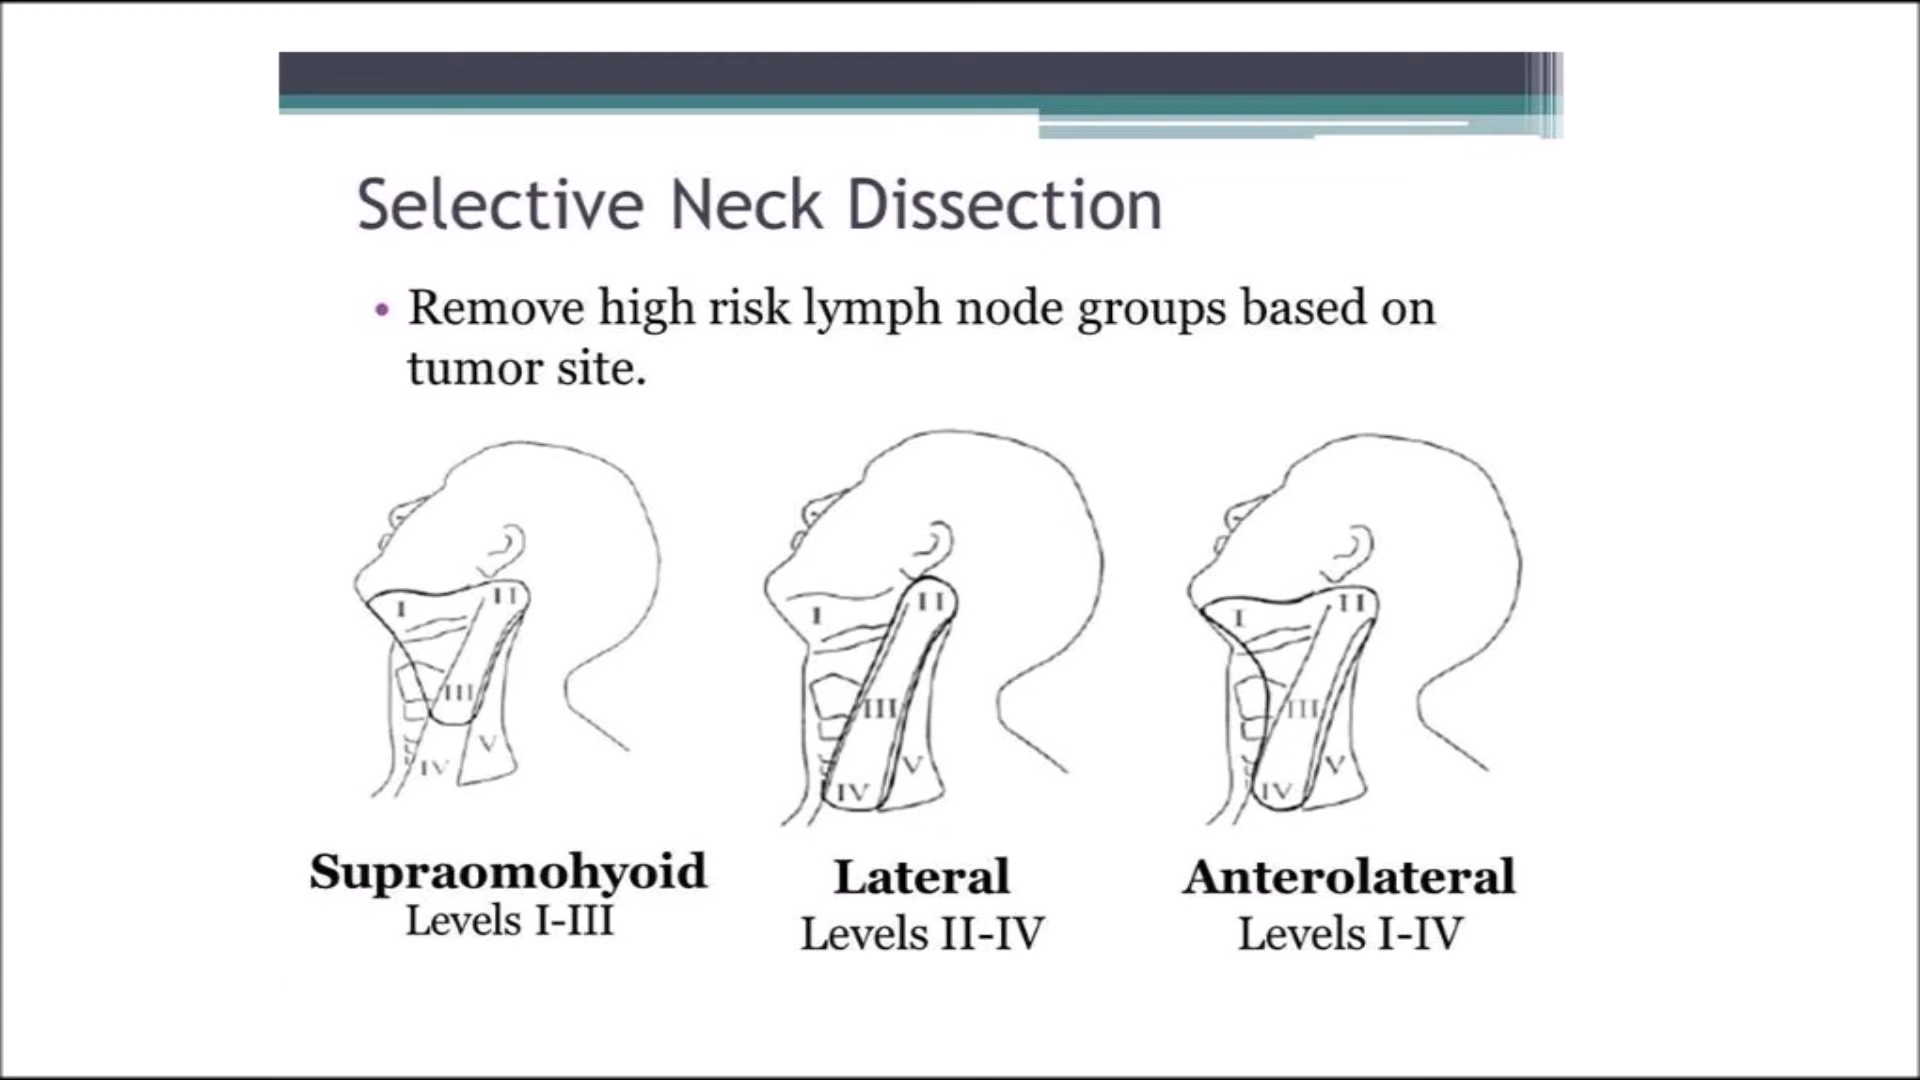 Selective Neck Dissection
• Remove high risk lymph node groups based on
tumor site.
I
II
III
IV
V
I
II
III
IV
V
I
II
III
IV
V
Supraomohyoid
Levels I-III
Lateral
Levels II-IV
Anterolateral
Levels I-IV